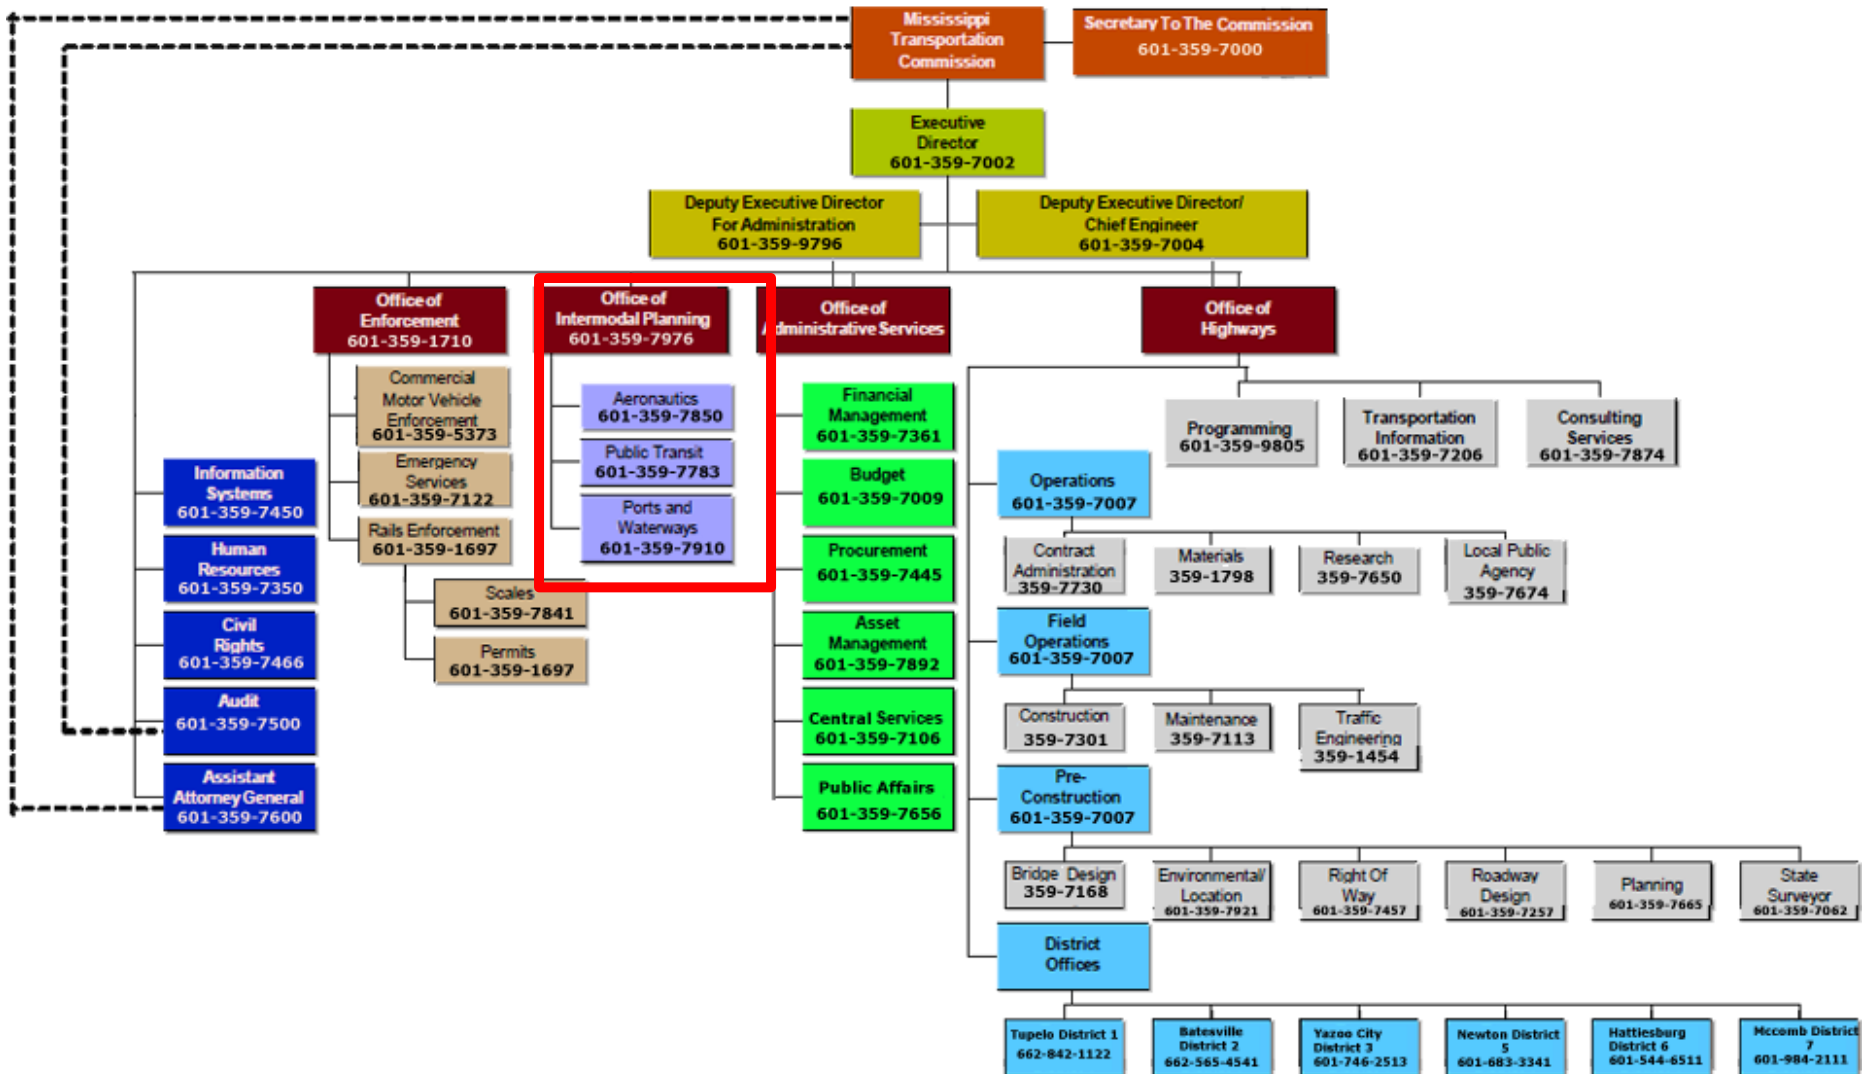 Mississippi
Transportation
Commission
Secretary To The Commission
601-359-7000
Executive
Director
601-359-7002
Deputy Executive Director
For Administration
601-359-9796
Deputy Executive Director/
Chief Engineer
601-359-7004
Office of
Enforcement
601-359-1710
Office of
Intermodal Planning
601-359-7976
Office of
Administrative Services
Office of
Highways
Information
Systems
601-359-7450
Human
Resources
601-359-7350
Civil
Rights
601-359-7466
Audit
601-359-7500
Assistant
Attorney General
601-359-7600
Commercial
Motor Vehicle
Enforcement
601-359-5373
Emergency
Services
601-359-7122
Rails Enforcement
601-359-1697
Scales
601-359-7841
Permits
601-359-1697
Aeronautics
601-359-7850
Public Transit
601-359-7783
Ports and
Waterways
601-359-7910
Financial
Management
601-359-7361
Budget
601-359-7009
Procurement
601-359-7445
Asset
Management
601-359-7892
Central Services
601-359-7106
Public Affairs
601-359-7656
Programming
601-359-9805
Transportation
Information
601-359-7206
Consulting
Services
601-359-7874
Operations
601-359-7007
Contract
Administration
359-7730
Materials
359-1798
Research
359-7650
Local Public
Agency
359-7674
Field
Operations
601-359-7007
Construction
359-7301
Maintenance
359-7113
Traffic
Engineering
359-1454
Pre-
Construction
601-359-7007
Bridge Design
359-7168
Environmental/
Location
601-359-7921
Right Of
Way
601-359-7457
Roadway
Design
601-359-7257
Planning
601-359-7665
State
Surveyor
601-359-7062
District
Offices
Tupelo District 1
662-842-1122
Batesville
District 2
662-565-4541
Yazoo City
District 3
601-746-2513
Newton District
5
601-683-3341
Hattiesburg
District 6
601-544-6511
Mccomb District
7
601-984-2111